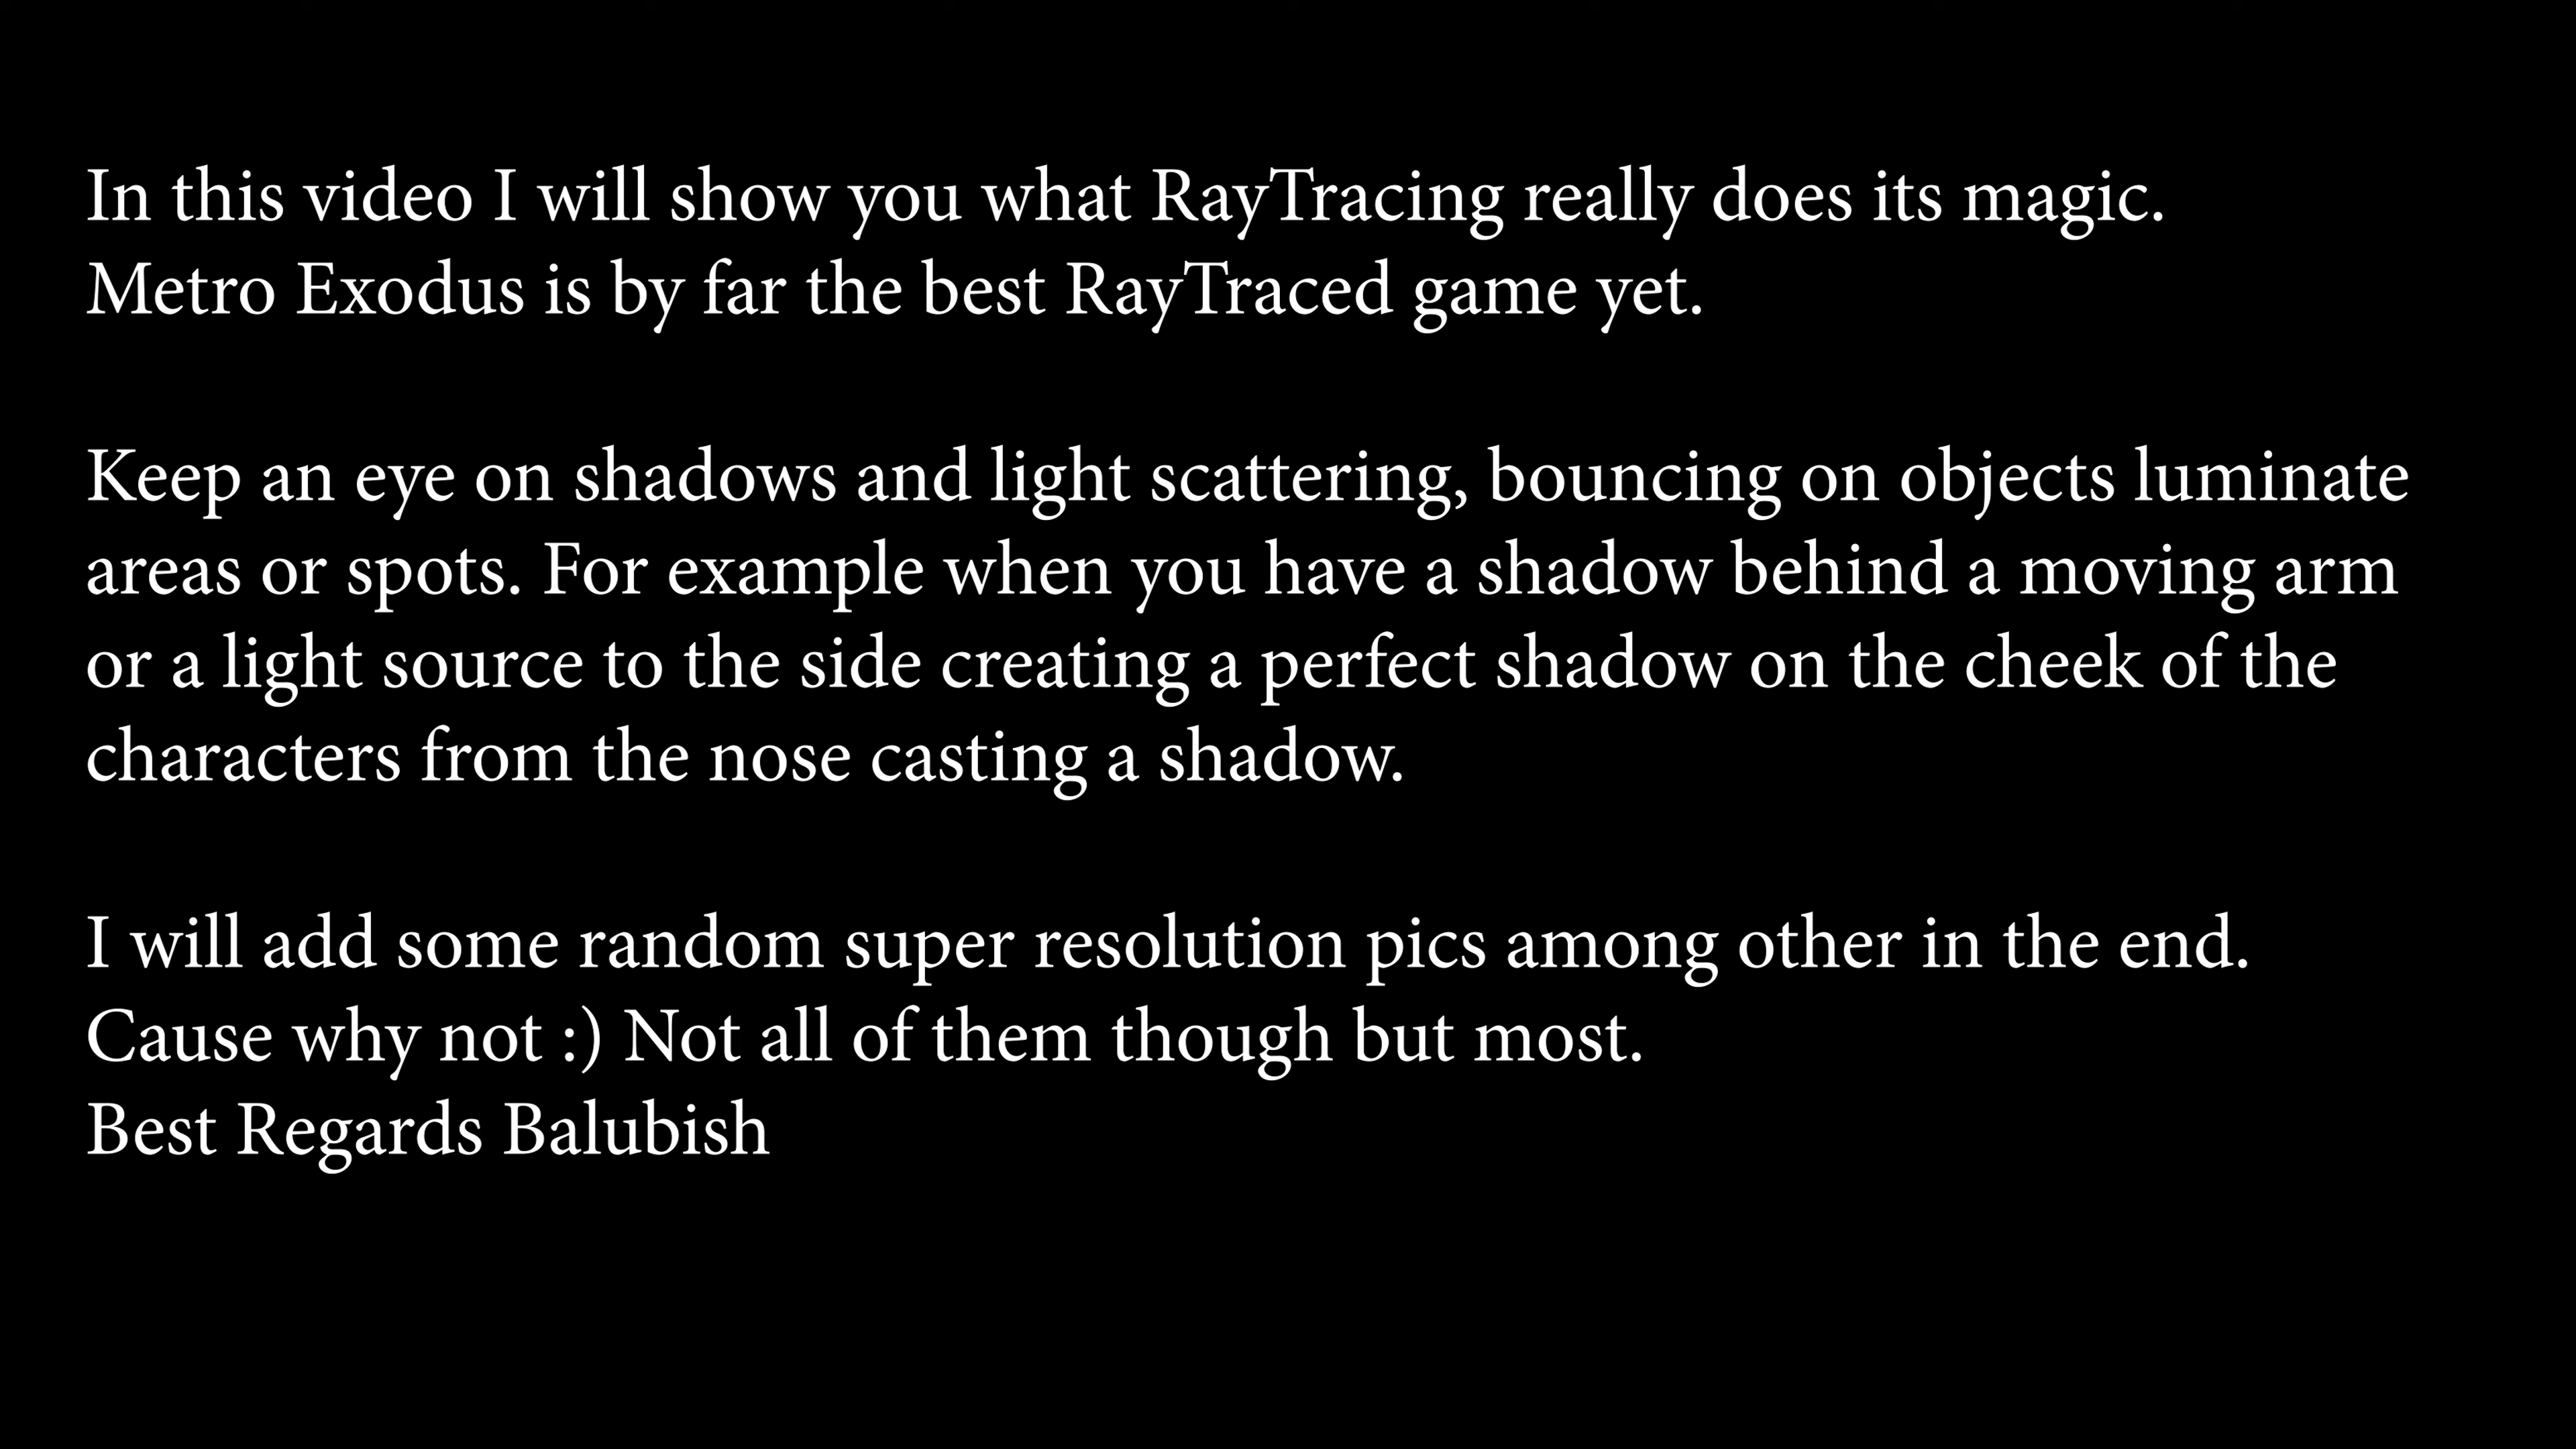 In this video I will show you what RayTracing really does its magic.
Metro Exodus is by far the best RayTraced game yet.
Keep an eye on shadows and light scattering, bouncing on objects luminate
areas or spots. For example when you have a shadow behind a moving arm
or a light source to the side creating a perfect shadow on the cheek of the
characters from the nose casting a shadow.
I will add some random super resolution pics among other in the end.
Cause why not :) Not all of them though but most.
Best Regards Balubish